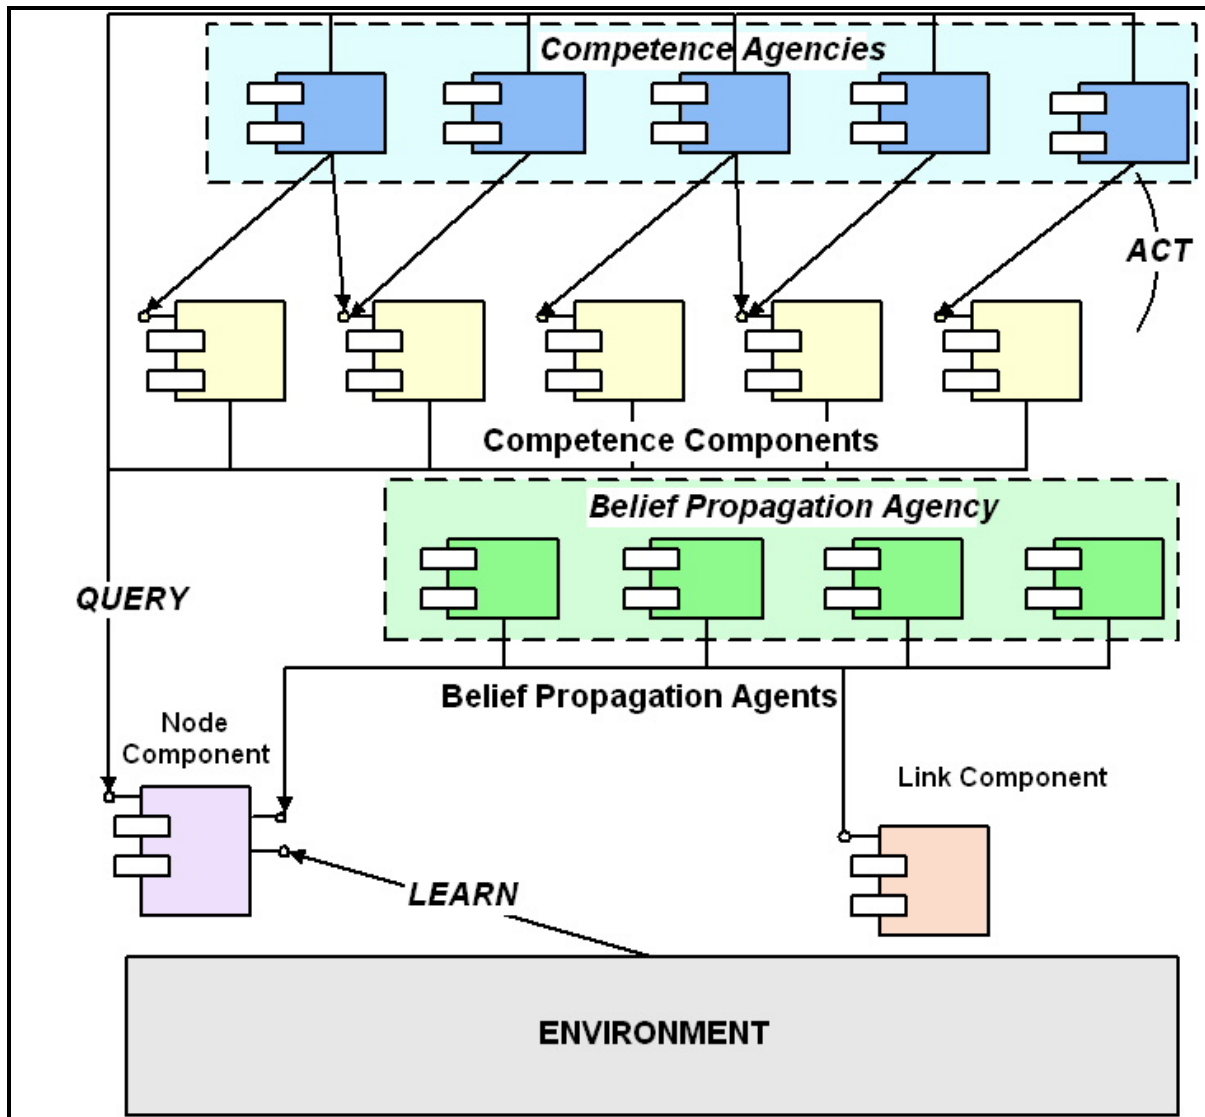 Competence Agencies
ACT
Competence Components
Belief Propagation Agency
QUERY
Belief Propagation Agents
Node
Component
Link Component
LEARN
ENVIRONMENT